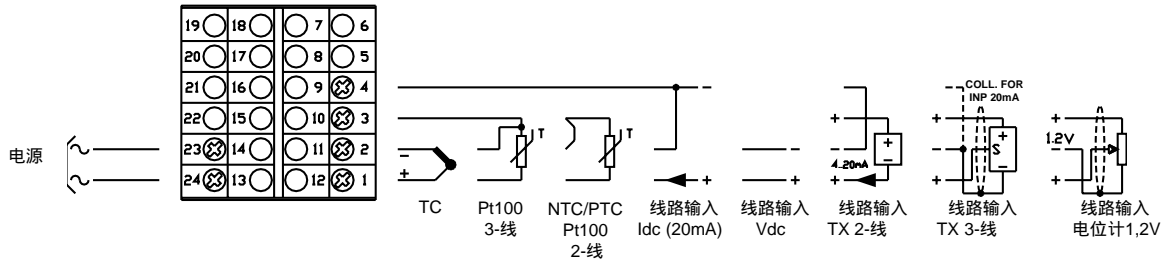 19 18 7 6
20 17 8 5
21 16 9 4
22 15 10 3
23 14 11 2
24 13 12 1
电源
COLL. FOR
INP 20mA
T
T
+
+
+
+
S
-
1.2V
+
-
+
-
4..20mA
-
-
-
-
+
+
+
+
+
-
TC
Pt100
3-线
NTC/PTC
Pt100
2-线
线路输入
Idc (20mA)
线路输入
Vdc
线路输入
TX 2-线
线路输入
TX 3-线
线路输入
电位计1,2V